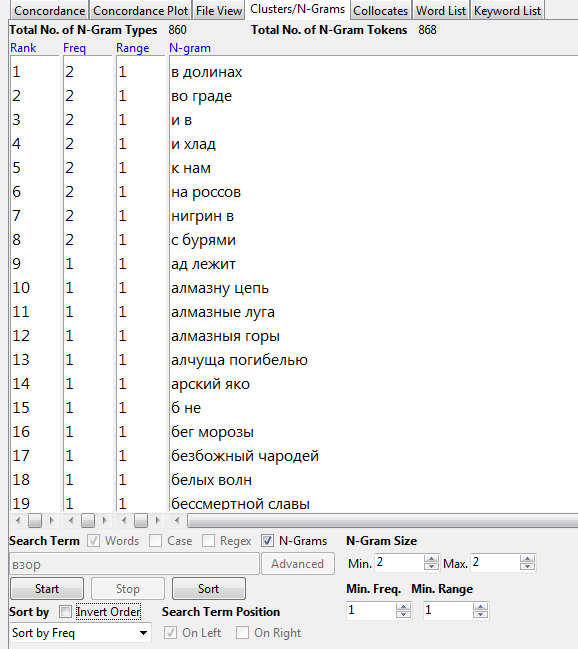 Concordance Concordance Plot File View Clusters/N-Grams Collocates Word List Keyword List
Total No. of N-Gram Types 860 Total No. of N-Gram Tokens 868
Rank Freq Range N-gram
1 2 1 в долинах
2 2 1 во граде
3 2 1 и в
4 2 1 и хлад
5 2 1 к нам
6 2 1 на россов
7 2 1 нигрин в
8 2 1 с бурями
9 1 1 ад лежит
10 1 1 алмазну цепь
11 1 1 алмазные луга
12 1 1 алмазныя горы
13 1 1 алчуща погибелью
14 1 1 арский яко
15 1 1 б не
16 1 1 бег морозы
17 1 1 безбожный чародей
18 1 1 белых волн
19 1 1 бессмертной славы
Search Term Words Case Regex N-Grams N-Gram Size
взор Advanced Min. 2 Max. 2
Start Stop Sort Min. Freq. Min. Range
Sort by Invert Order Search Term Position 1 1
Sort by Freq On Left On Right